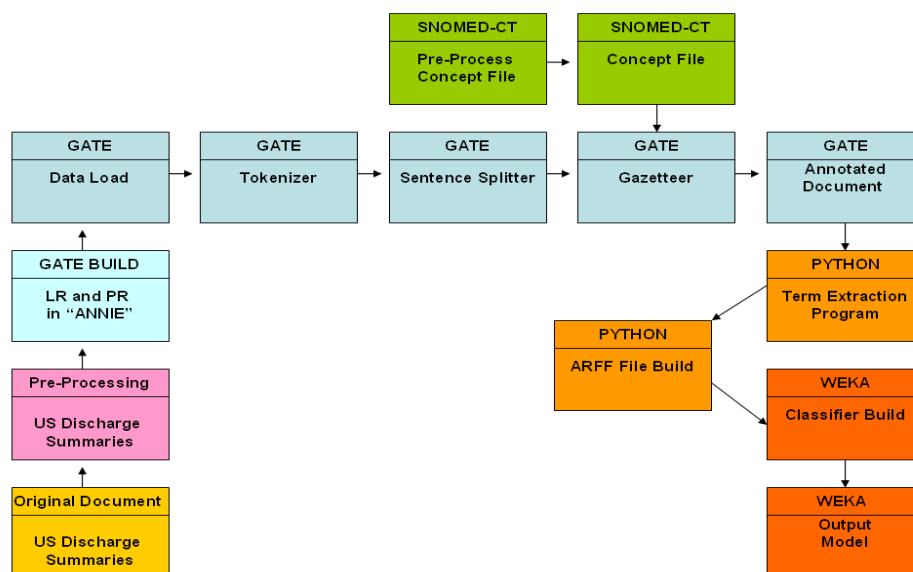 SNOMED-CT
Pre-Process
Concept File
SNOMED-CT
Concept File
GATE
Data Load
GATE
Tokenizer
GATE
Sentence Splitter
GATE
Gazetteer
GATE
Annotated
Document
GATE BUILD
LR and PR
in “ANNIE”
PYTHON
Term Extraction
Program
PYTHON
ARFF File Build
Pre-Processing
US Discharge
Summaries
WEKA
Classifier Build
Original Document
US Discharge
Summaries
WEKA
Output
Model